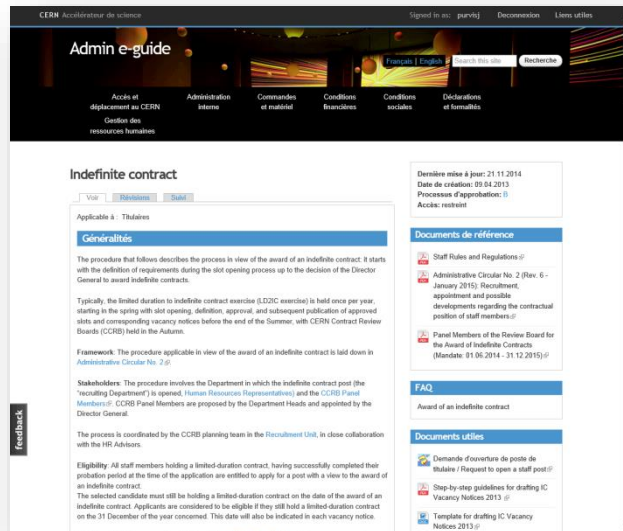 CERN Accélérateur de science
Signed in as: purvisj Deconnexion Liens utiles
Admin e-guide
Français | English Search this site Recherche
Accès et déplacement au CERN
Administration interne
Commandes et matériel
Conditions financières
Conditions sociales
Déclarations et formalités
Gestion des ressources humaines
Indefinite contract
Voir Révisions Suivi
Applicable à : Titulaires
Généralités
The procedure that follows describes the process in view of the award of an indefinite contract. It starts
with the definition of requirements during the slot opening process up to the decision of the Director
General to award indefinite contracts.
Typically, the limited duration to indefinite contract exercise (LD2IC exercise) is held once per year,
starting in the spring with slot opening, definition, approval, and subsequent publication of approved
slots and corresponding vacancy notices before the end of the Summer, with CERN Contract Review
Boards (CCRB) held in the Autumn.
Framework: The procedure applicable in view of the award of an indefinite contract is laid down in
Administrative Circular No. 2.
Stakeholders: The procedure involves the Department in which the indefinite contract post (the
"recruiting Department") is opened, Human Resources Representatives) and the CCRB Panel
Members. CCRB Panel Members are proposed by the Department Heads and appointed by the
Director General.
The process is coordinated by the CCRB planning team in the Recruitment Unit, in close collaboration
with the HR Advisors.
Eligibility: All staff members holding a limited-duration contract, having successfully completed their
probation period at the time of the application are entitled to apply for a post with a view to the award of
an indefinite contract.
The selected candidate must still be holding a limited-duration contract on the date of the award of an
indefinite contract. Applicants are considered to be eligible if they still hold a limited-duration contract
on the 31 December of the year concerned. This date will also be indicated in each vacancy notice.
Dernière mise à jour: 21.11.2014
Date de création: 09.04.2013
Processus d'approbation: B
Accès: restreint
Documents de référence
Staff Rules and Regulations
Administrative Circular No. 2 (Rev. 6 -
January 2015): Recruitment,
appointment and possible
developments regarding the contractual
position of staff members
Panel Members of the Review Board for
the Award of Indefinite Contracts
(Mandate: 01.06.2014 - 31.12.2015)
FAQ
Award of an indefinite contract
Documents utiles
Demande d'ouverture de poste de
titulaire / Request to open a staff post
Step-by-step guidelines for drafting IC
Vacancy Notices 2013
Template for drafting IC Vacancy
Notices 2013
feedback